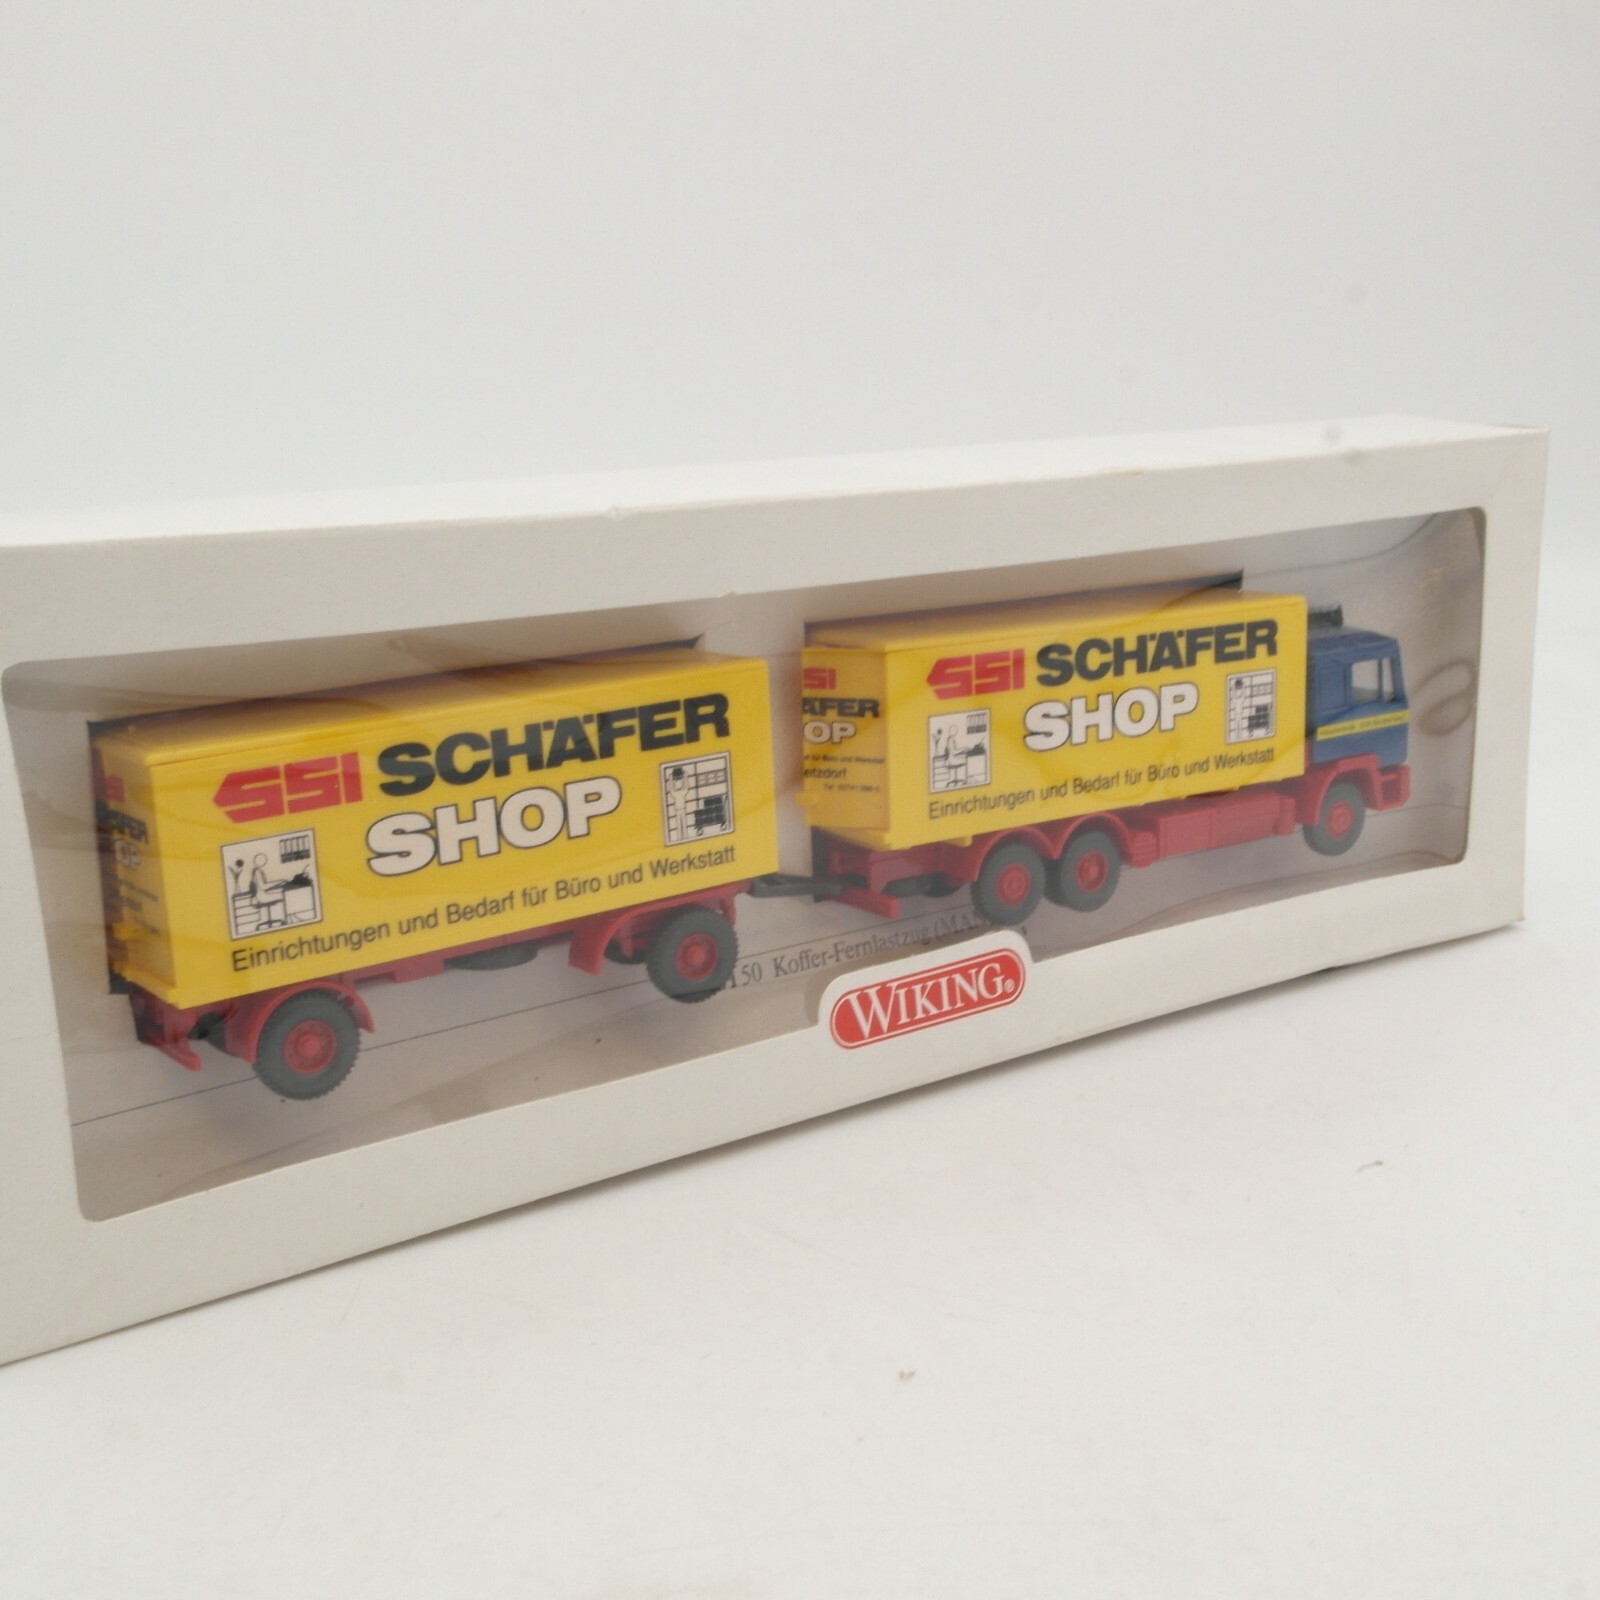 SSI SCHÄFER
SHOP
Einrichtungen und Bedarf für Büro und Werkstatt
SSI SCHÄFER
SHOP
Einrichtungen und Bedarf für Büro und Werkstatt
50 Koffer-Fernlastzug
WIKING®